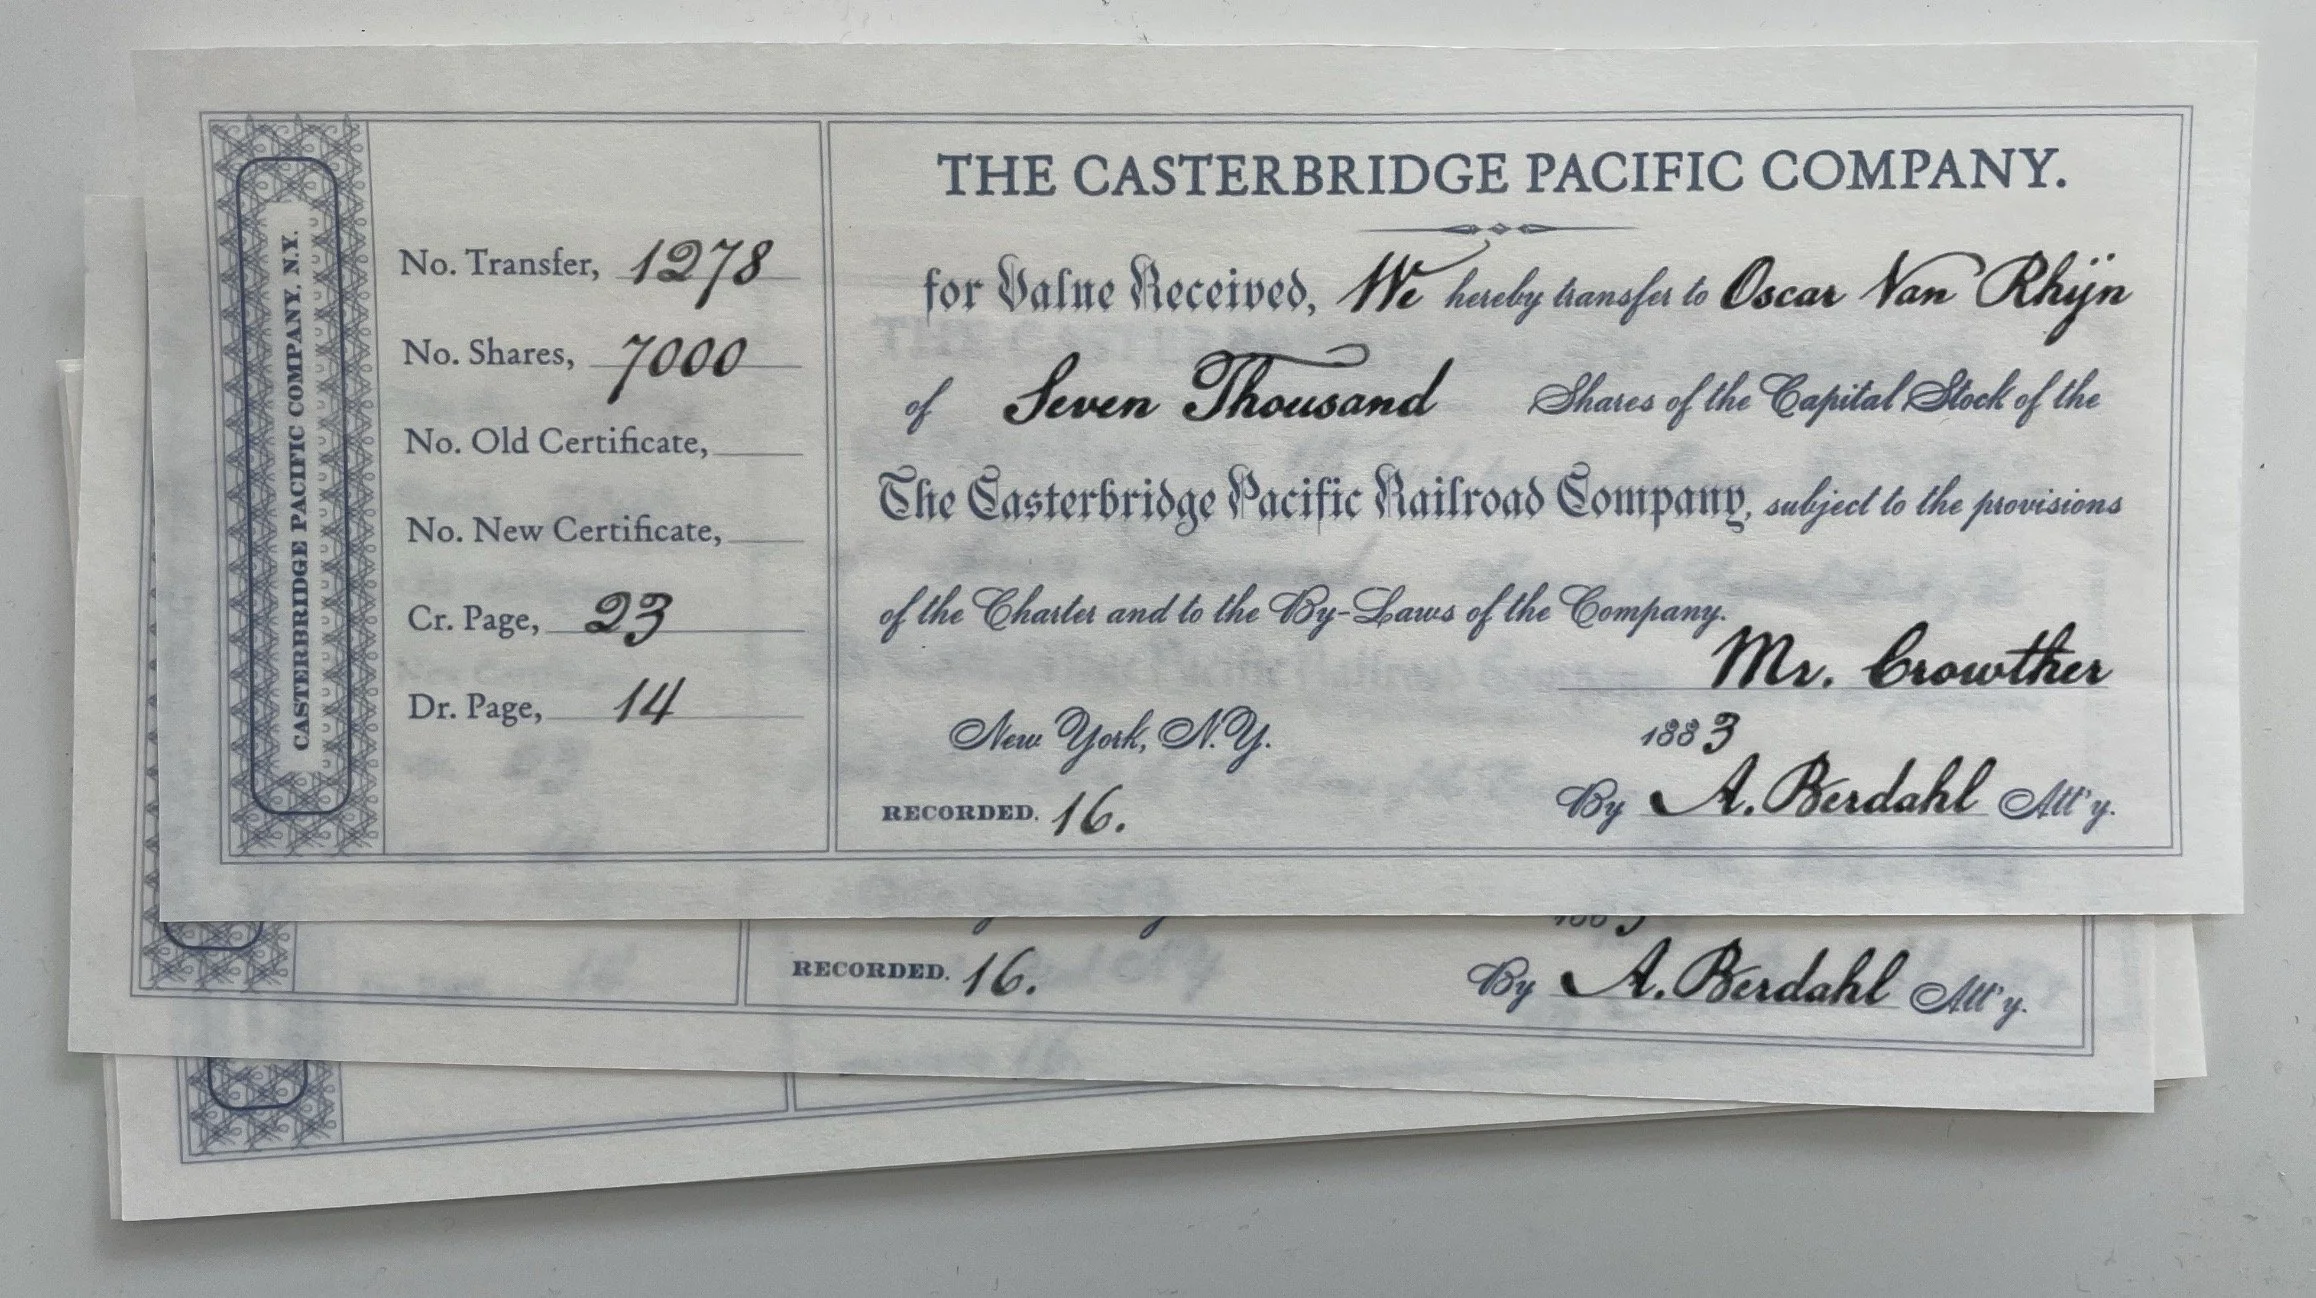 CASTERBRIDGE PACIFIC COMPANY. N.Y.
No. Transfer, 1278
No. Shares, 7000
No. Old Certificate,
No. New Certificate,
Cr. Page, 23
Dr. Page, 14
THE CASTERBRIDGE PACIFIC COMPANY.
for Value Received, We hereby transfer to Oscar Van Rhijn
of Seven Thousand Shares of the Capital Stock of the
The Casterbridge Pacific Railroad Company, subject to the provisions
of the Charter and to the By-Laws of the Company.
Mr. Crowther
New York, N.Y. 1883
RECORDED. 16. By A. Berdahl Att'y.
RECORDED. 16. By A. Berdahl Att'y.